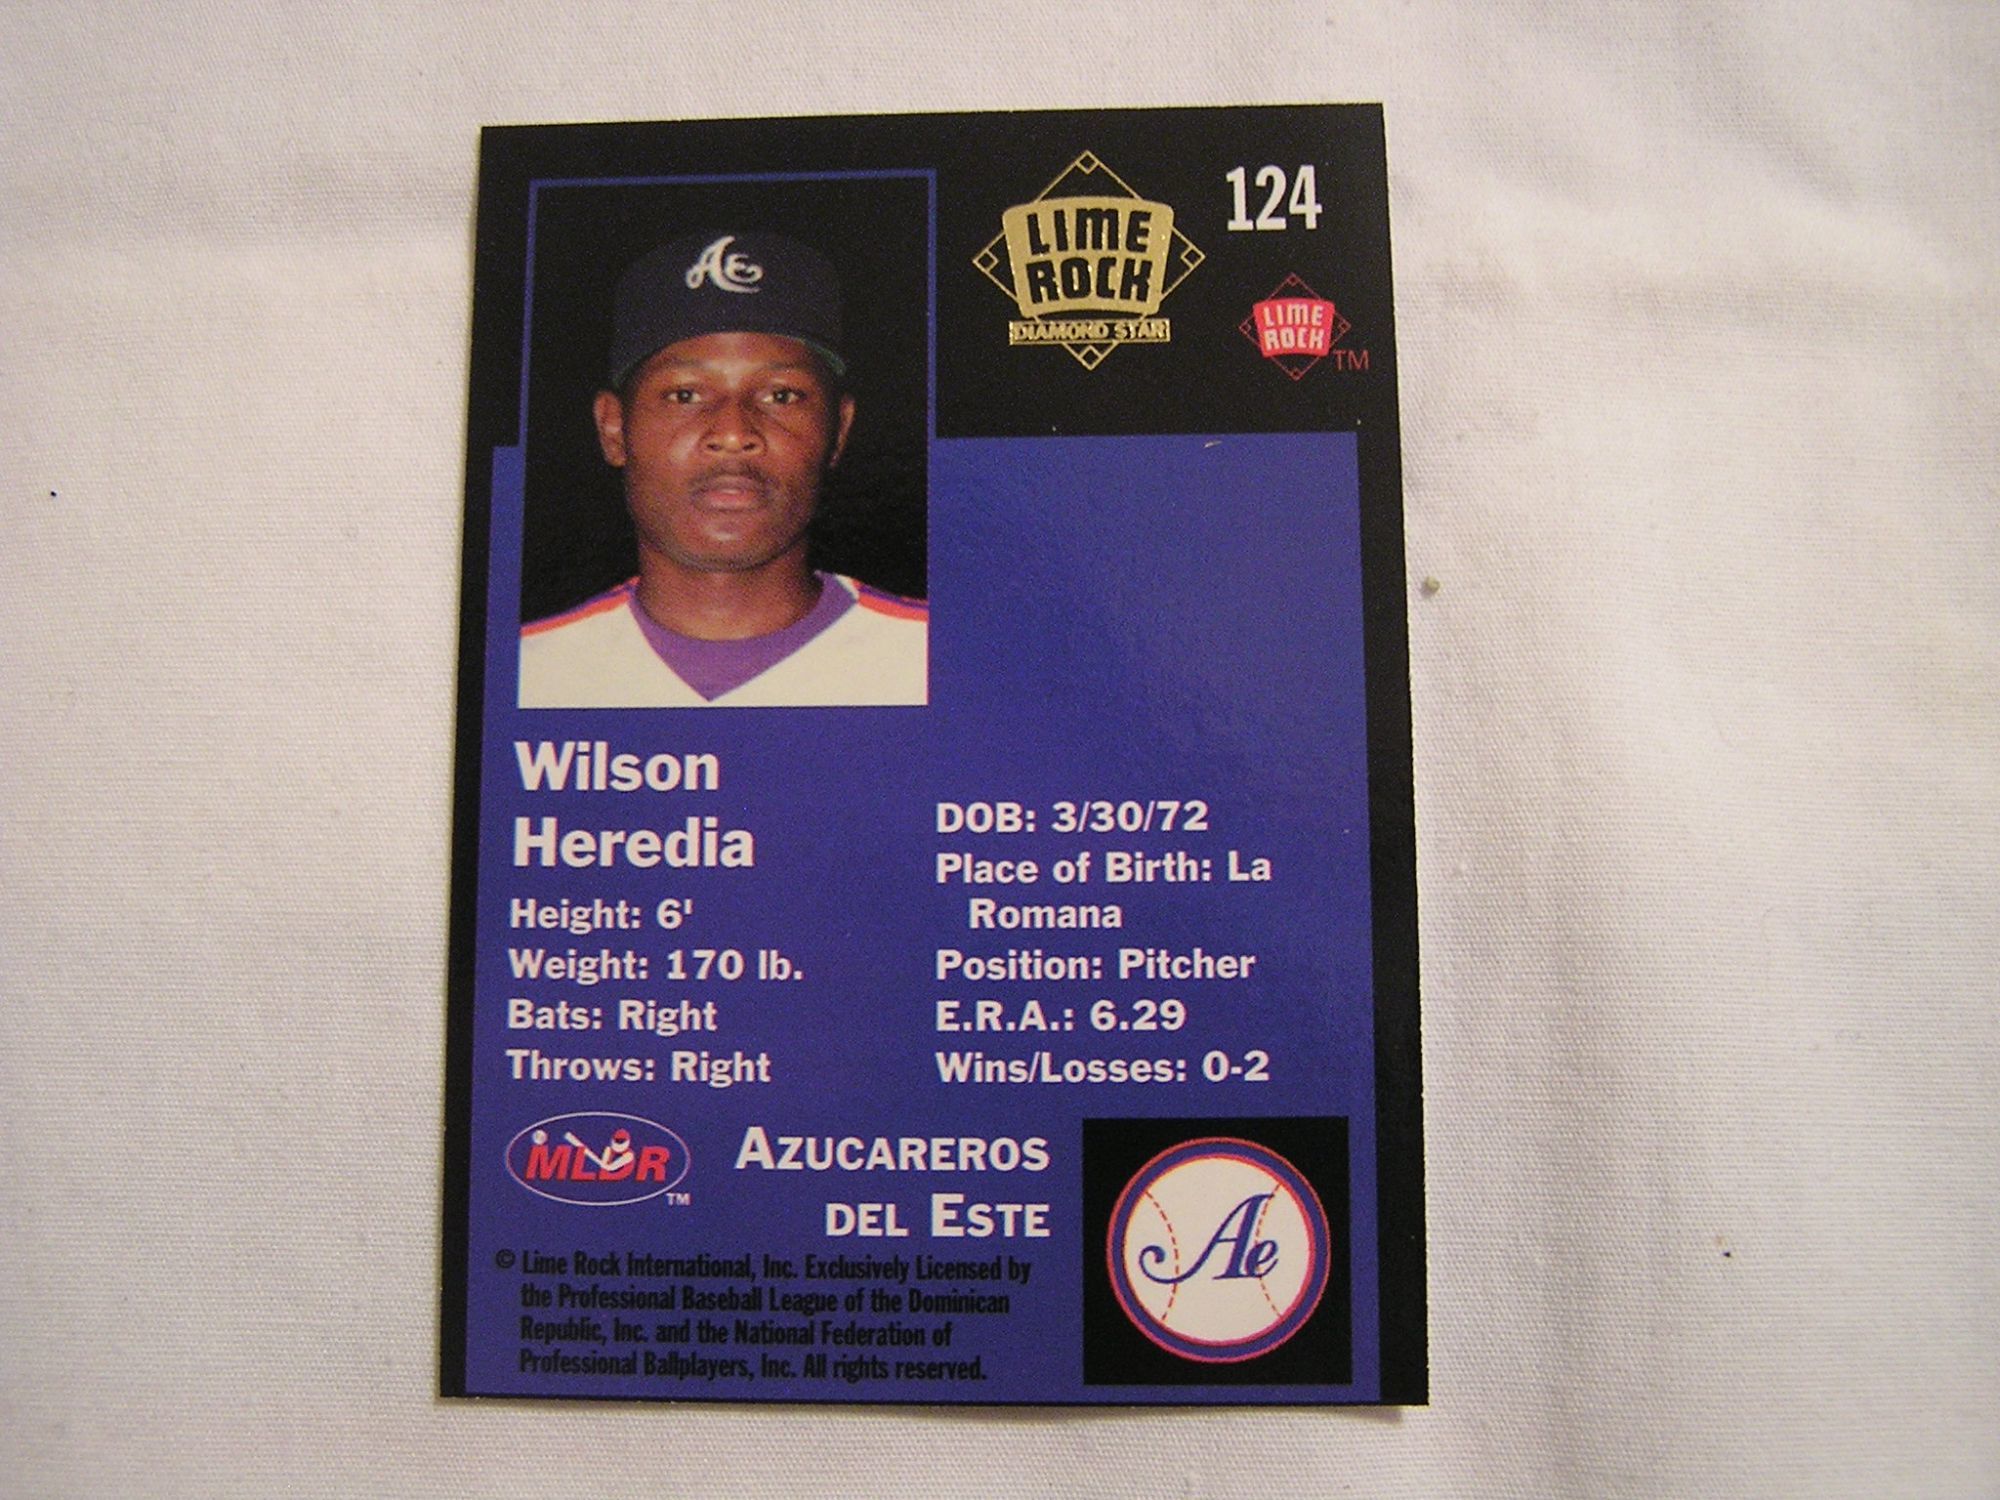 AE
LIME
ROCK
DIAMOND STAR
124
LIME
ROCK
TM
Wilson
Heredia
Height: 6'
Weight: 170 lb.
Bats: Right
Throws: Right
DOB: 3/30/72
Place of Birth: La
Romana
Position: Pitcher
E.R.A.: 6.29
Wins/Losses: 0-2
MLDR
TM
AZUCAREROS
DEL ESTE
Ae
© Lime Rock International, Inc. Exclusively Licensed by
the Professional Baseball League of the Dominican
Republic, Inc. and the National Federation of
Professional Ballplayers, Inc. All rights reserved.